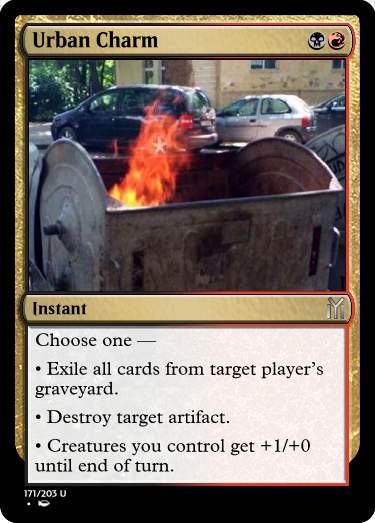 Urban Charm
Instant
Choose one —
• Exile all cards from target player's
graveyard.
• Destroy target artifact.
• Creatures you control get +1/+0
until end of turn.
171/203 U